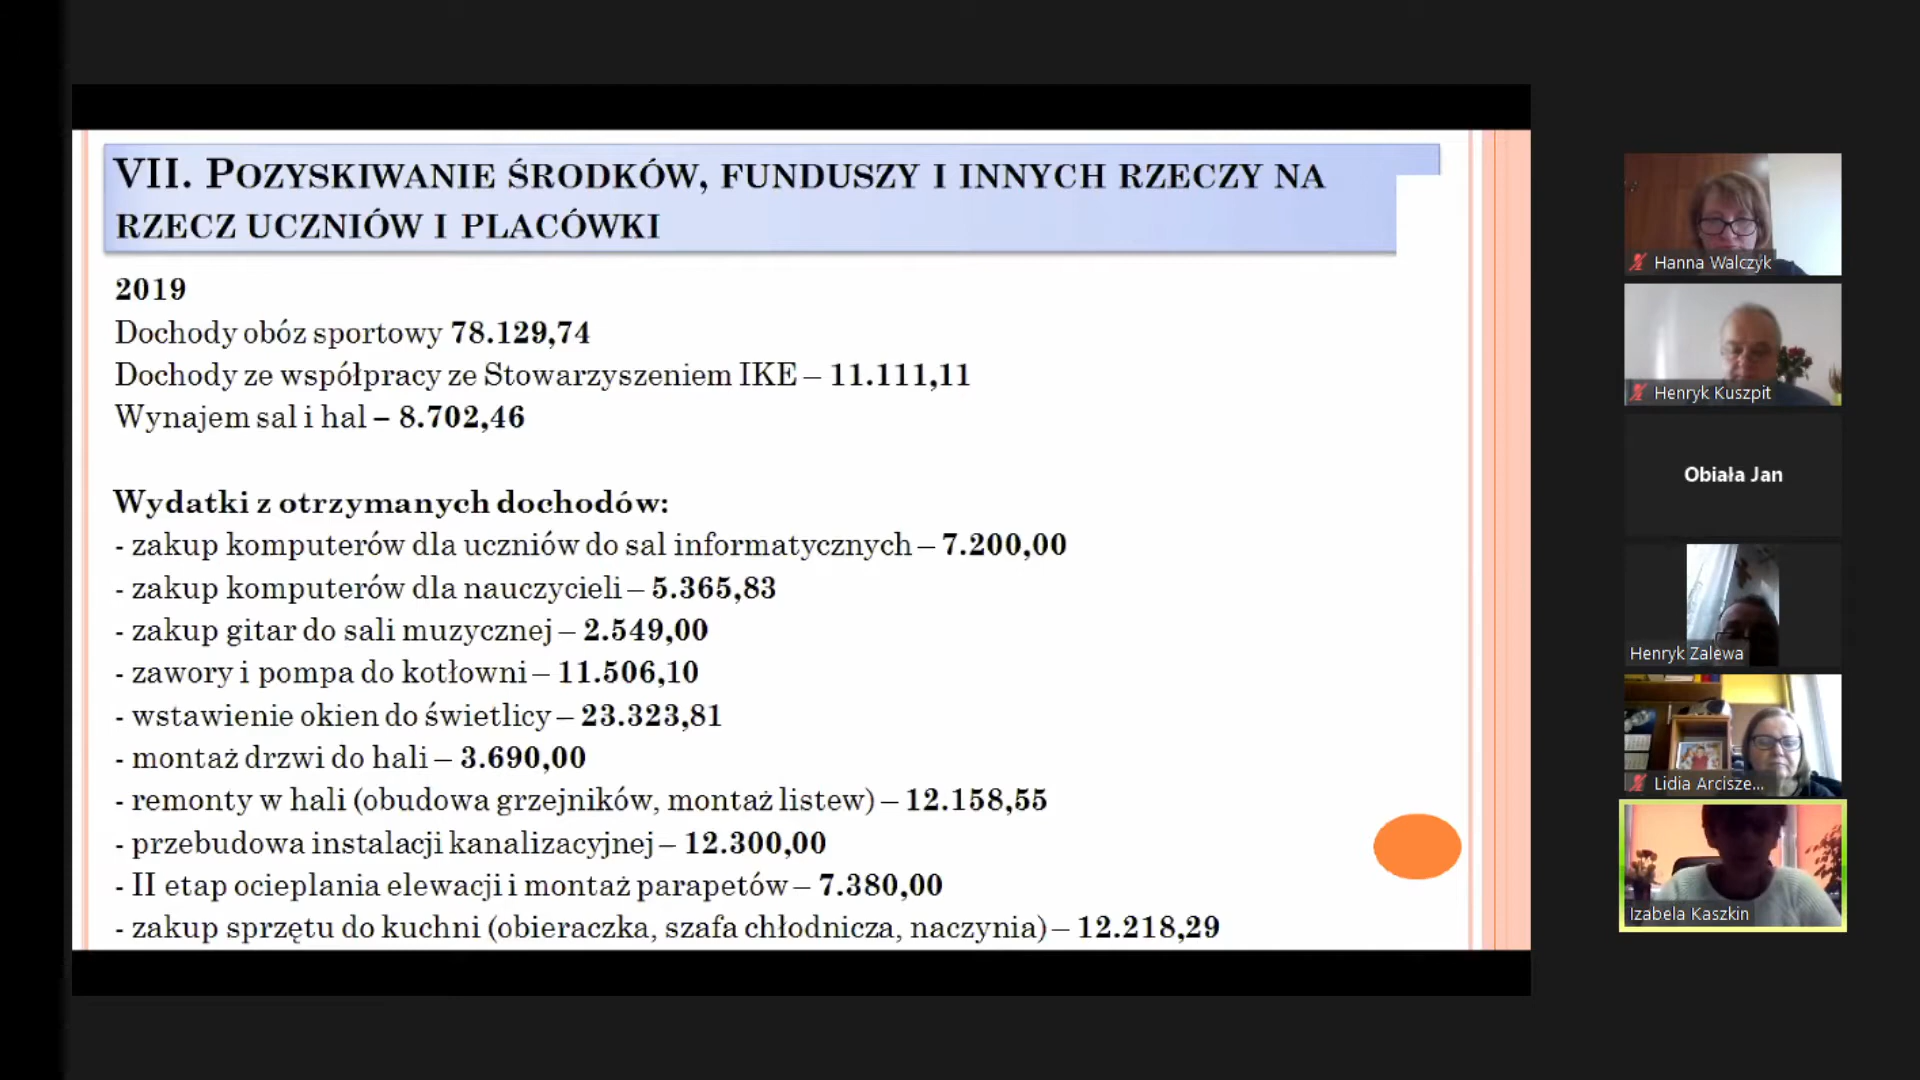 VII. POZYSKIWANIE ŚRODKÓW, FUNDUSZY I INNYCH RZECZY NA
RZECZ UCZNIÓW I PLACÓWKI
2019
Dochody obóz sportowy 78.129,74
Dochody ze współpracy ze Stowarzyszeniem IKE – 11.111,11
Wynajem sal i hal – 8.702,46
Wydatki z otrzymanych dochodów:
- zakup komputerów dla uczniów do sal informatycznych – 7.200,00
- zakup komputerów dla nauczycieli – 5.365,83
- zakup gitar do sali muzycznej – 2.549,00
- zawory i pompa do kotłowni – 11.506,10
- wstawienie okien do świetlicy – 23.323,81
- montaż drzwi do hali – 3.690,00
- remonty w hali (obudowa grzejników, montaż listew) – 12.158,55
- przebudowa instalacji kanalizacyjnej – 12.300,00
- II etap ocieplania elewacji i montaż parapetów – 7.380,00
- zakup sprzętu do kuchni (obieraczka, szafa chłodnicza, naczynia) – 12.218,29
Hanna Walczyk
Henryk Kuszpit
Obiała Jan
Henryk Zalewa
Lidia Arcisze...
Izabela Kaszkin